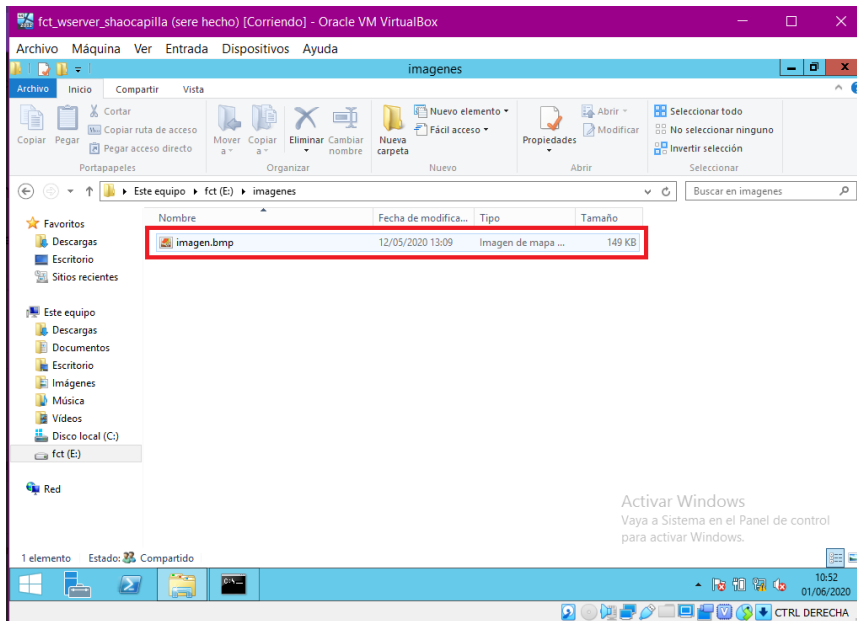 fct_wserver_shaocapilla (sere hecho) [Corriendo] - Oracle VM VirtualBox
Archivo Máquina Ver Entrada Dispositivos Ayuda
imagenes
Archivo Inicio Compartir Vista
Copiar
Pegar
Cortar
Copiar ruta de acceso
Pegar acceso directo
Mover a
Copiar a
Eliminar
Cambiar nombre
Nueva carpeta
Nuevo elemento
Fácil acceso
Propiedades
Abrir
Modificar
Seleccionar todo
No seleccionar ninguno
Invertir selección
Portapapeles Organizar Nuevo Abrir Seleccionar
Este equipo fct (E:) imagenes
Buscar en imagenes
Nombre Fecha de modifica... Tipo Tamaño
imagen.bmp 12/05/2020 13:09 Imagen de mapa ... 149 KB
Favoritos
Descargas
Escritorio
Sitios recientes
Este equipo
Descargas
Documentos
Escritorio
Imágenes
Música
Vídeos
Disco local (C:)
fct (E:)
Red
Activar Windows
Vaya a Sistema en el Panel de control
para activar Windows.
1 elemento Estado: Compartido
10:52
01/06/2020
CTRL DERECHA